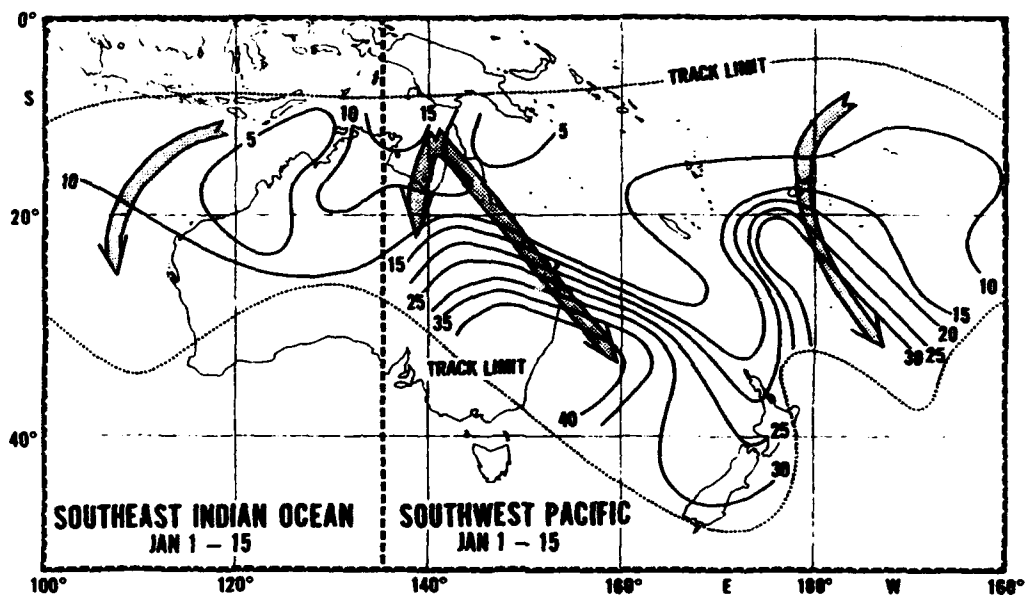 0°
TRACK LIMIT
S
10
15
5
5
10
20°
15
25
35
10
15
20
30 25
TRACK LIMIT
40
25
40°
30
SOUTHEAST INDIAN OCEAN
JAN 1 – 15
SOUTHWEST PACIFIC
JAN 1 – 15
100°
120°
140°
160°
E
180°
W
160°